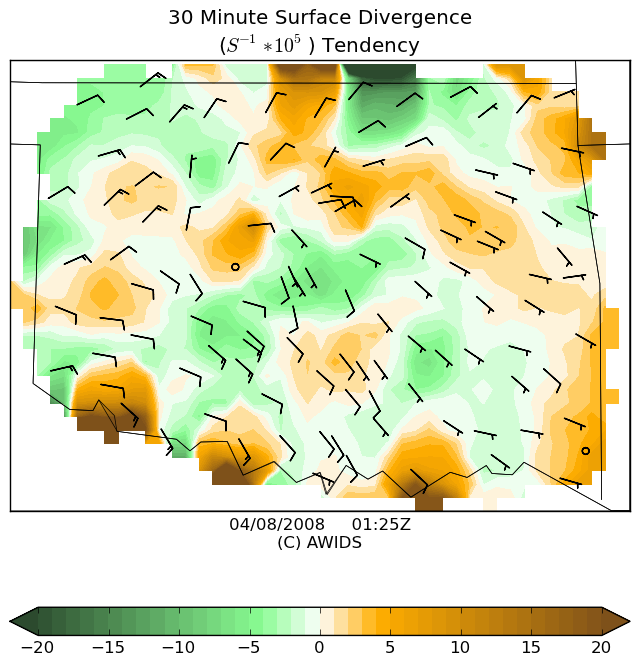 30 Minute Surface Divergence
(S⁻¹ *10⁵ ) Tendency
04/08/2008 01:25Z
(C) AWIDS
−20 −15 −10 −5 0 5 10 15 20